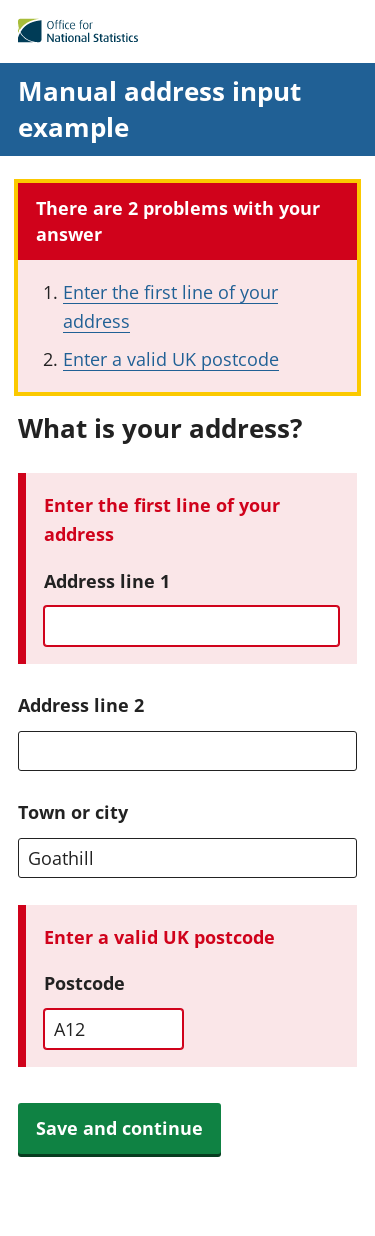 Office for
National Statistics
Manual address input
example
There are 2 problems with your
answer
1. Enter the first line of your
address
2. Enter a valid UK postcode
What is your address?
Enter the first line of your
address
Address line 1
Address line 2
Town or city
Goathill
Enter a valid UK postcode
Postcode
A12
Save and continue